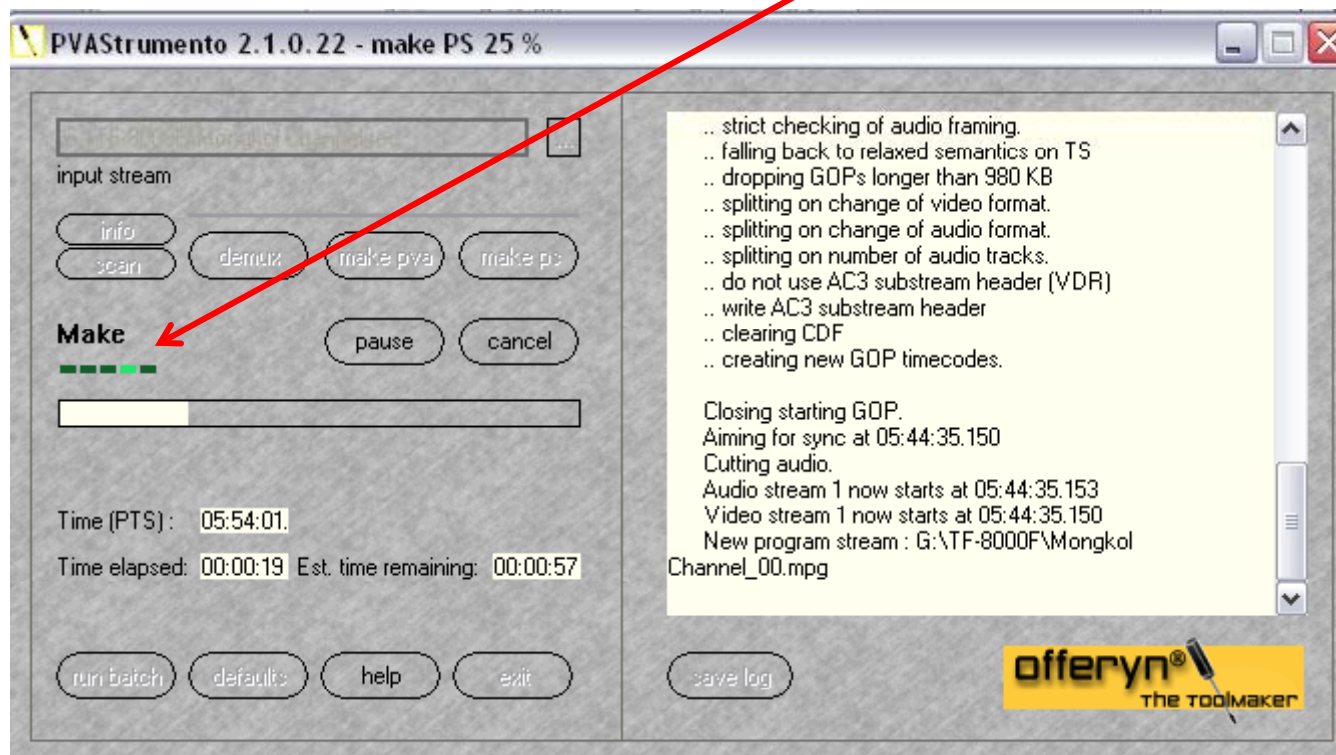 PVAStrumento 2.1.0.22 - make PS 25 %
...
input stream
info
scan
demux
make pva
make ps
Make
pause
cancel
Time (PTS) : 05:54:01.
Time elapsed: 00:00:19 Est. time remaining: 00:00:57
run batch
defaults
help
exit
.. strict checking of audio framing.
.. falling back to relaxed semantics on TS
.. dropping GOPs longer than 980 KB
.. splitting on change of video format.
.. splitting on change of audio format.
.. splitting on number of audio tracks.
.. do not use AC3 substream header (VDR)
.. write AC3 substream header
.. clearing CDF
.. creating new GOP timecodes.
Closing starting GOP.
Aiming for sync at 05:44:35.150
Cutting audio.
Audio stream 1 now starts at 05:44:35.153
Video stream 1 now starts at 05:44:35.150
New program stream : G:\TF-8000F\Mongkol
Channel_00.mpg
save log
offeryn®
The Toolmaker